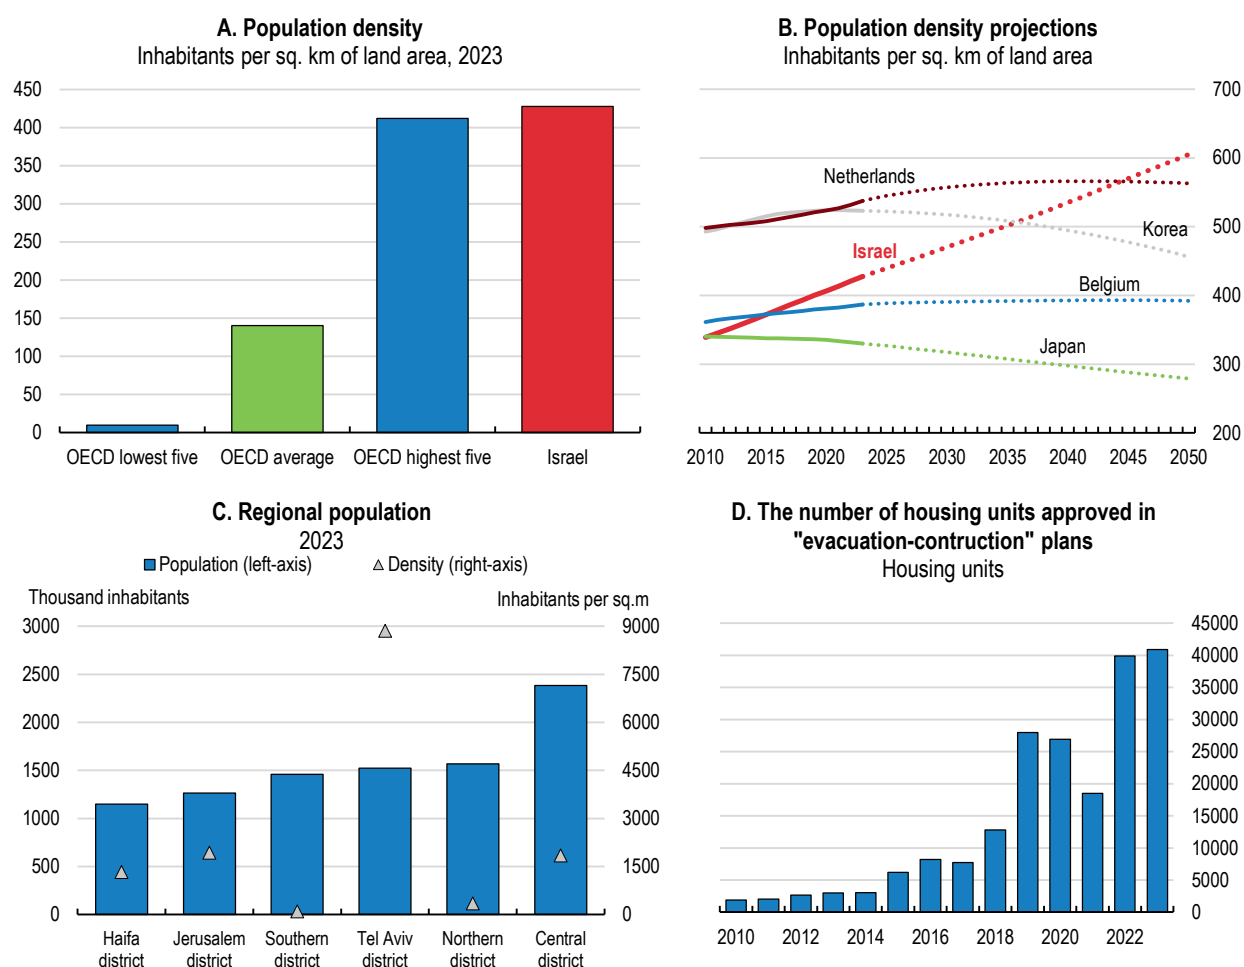 A. Population density
Inhabitants per sq. km of land area, 2023
450
400
350
300
250
200
150
100
50
0
OECD lowest five OECD average OECD highest five Israel
B. Population density projections
Inhabitants per sq. km of land area
700
600
500
400
300
200
Netherlands
Korea
Israel
Belgium
Japan
2010 2015 2020 2025 2030 2035 2040 2045 2050
C. Regional population
2023
Population (left-axis) Density (right-axis)
Thousand inhabitants Inhabitants per sq.m
3000 9000
2500 7500
2000 6000
1500 4500
1000 3000
500 1500
0 0
Haifa Jerusalem Southern Tel Aviv Northern Central
district district district district district district
D. The number of housing units approved in
"evacuation-contruction" plans
Housing units
45000
40000
35000
30000
25000
20000
15000
10000
5000
0
2010 2012 2014 2016 2018 2020 2022